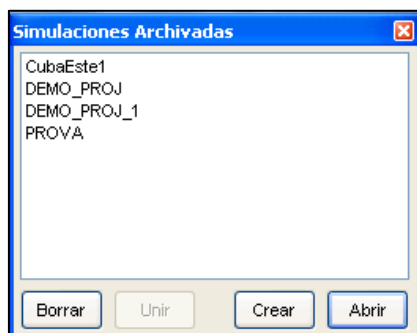 Simulaciones Archivadas
CubaEste1
DEMO_PROJ
DEMO_PROJ_1
PROVA
Borrar Unir Crear Abrir